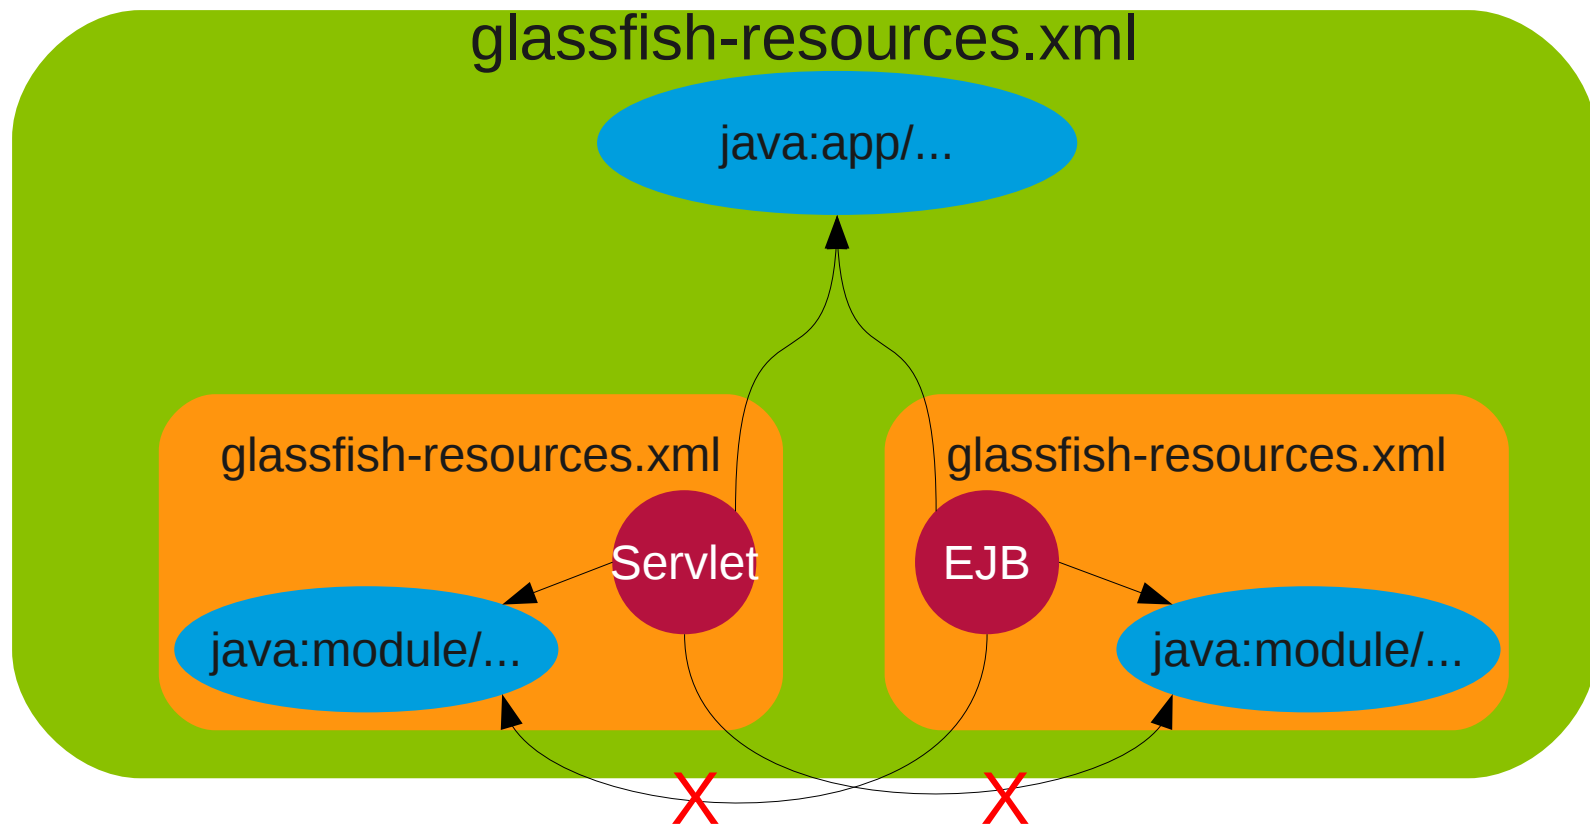 glassfish-resources.xml
java:app/...
glassfish-resources.xml
glassfish-resources.xml
Servlet
EJB
java:module/...
java:module/...
X
X